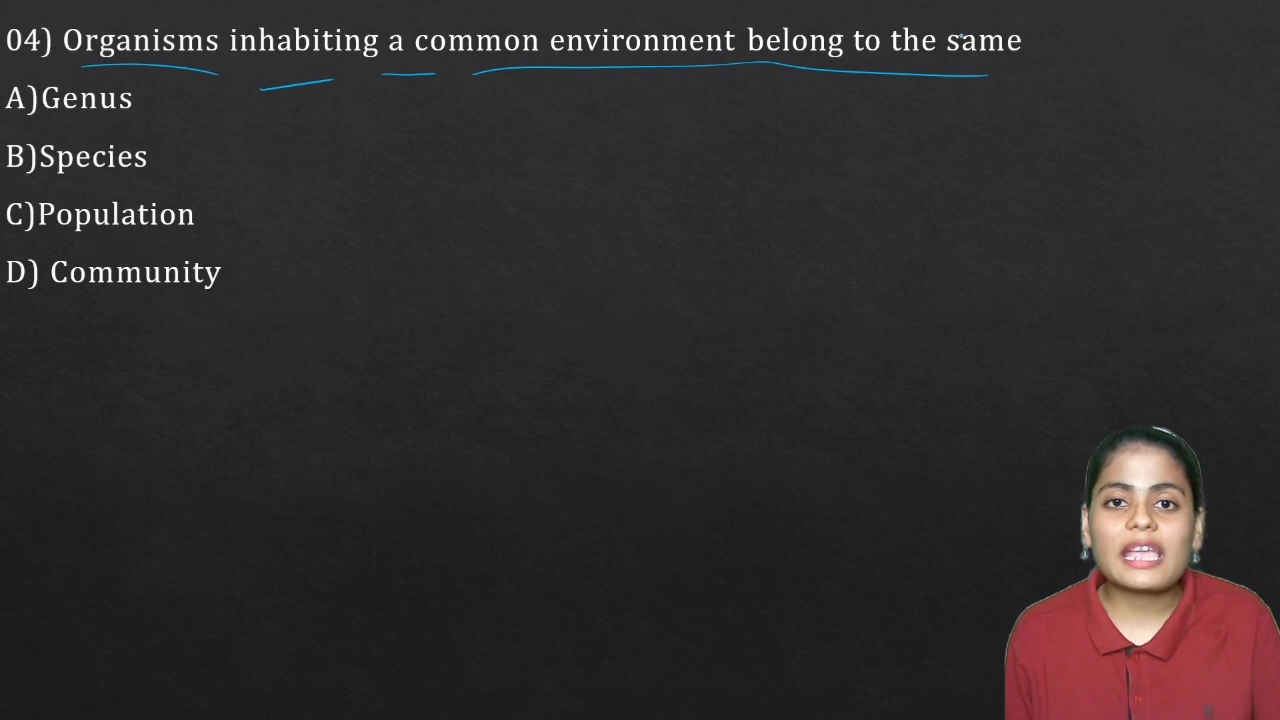 04) Organisms inhabiting a common environment belong to the same
A)Genus
B)Species
C)Population
D) Community